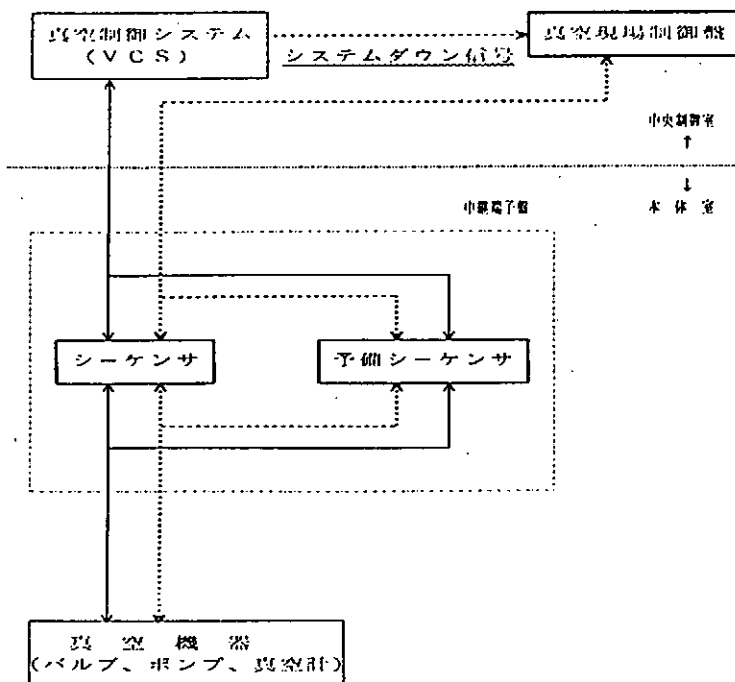 真空制御システム
(VCS)
システムダウン信号
真空現場制御盤
中央制御室
↑
↓
本体室
中継端子盤
シーケンサ
予備シーケンサ
真空機器
(バルブ、ポンプ、真空計)